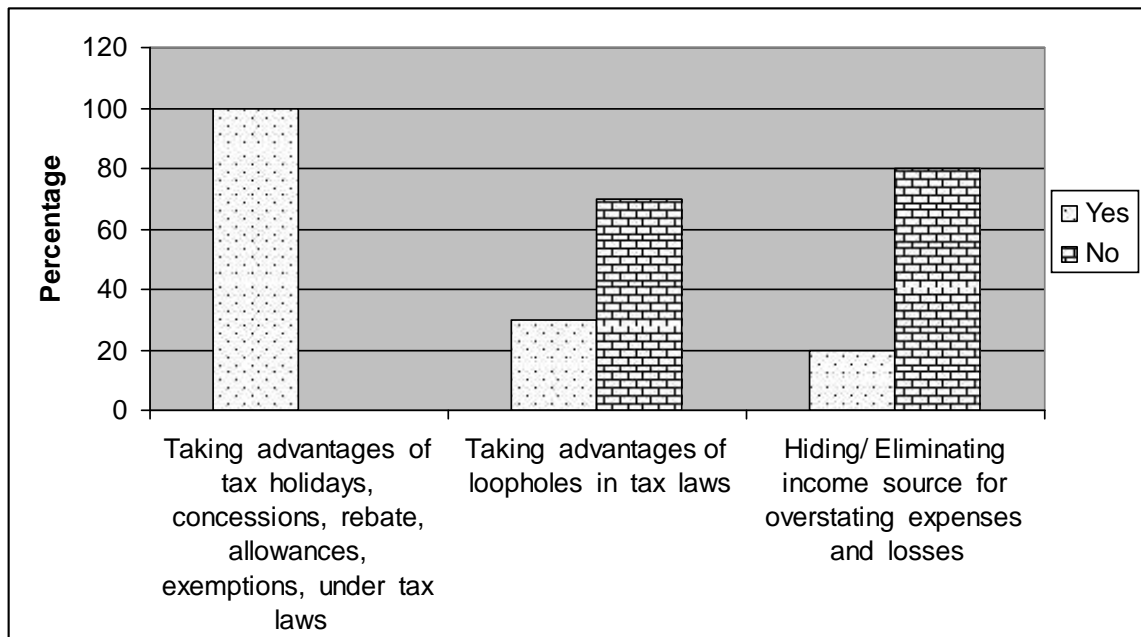 120
100
80
60
40
20
0
Percentage
Yes
No
Taking advantages of
tax holidays,
concessions, rebate,
allowances,
exemptions, under tax
laws
Taking advantages of
loopholes in tax laws
Hiding/ Eliminating
income source for
overstating expenses
and losses